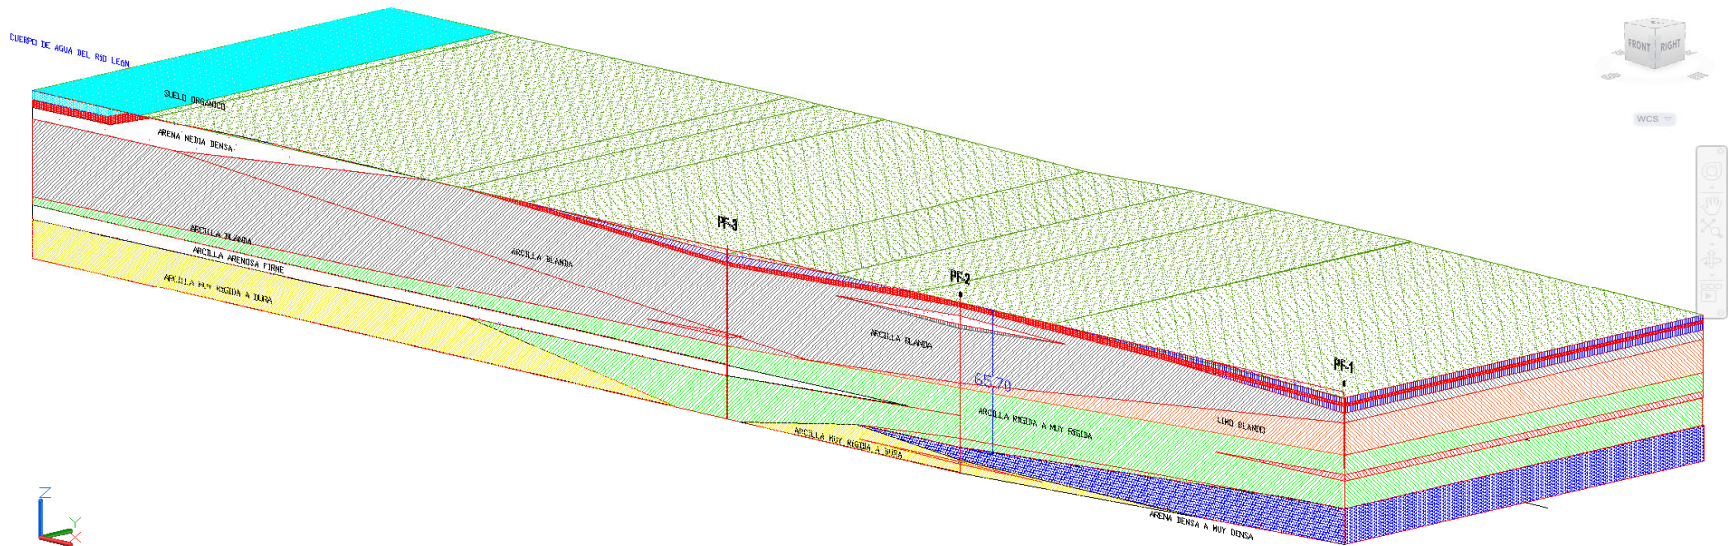 CUERPO DE AGUA DEL RIO LEON
SUELO ORGANICO
ARENA MEDIA DENSA
FRONT
RIGHT
WCS
PF-3
PF-2
PF-1
ARCILLA BLANDA
ARCILLA BLANDA
ARCILLA ARENOSA FIRME
ARCILLA MUY RIGIDA A DURA
ARCILLA BLANDA
65.70
ARCILLA RIGIDA A MUY RIGIDA
LIMO BLANDO
ARCILLA MUY RIGIDA A DURA
ARENA DENSA A MUY DENSA
Z
Y
X